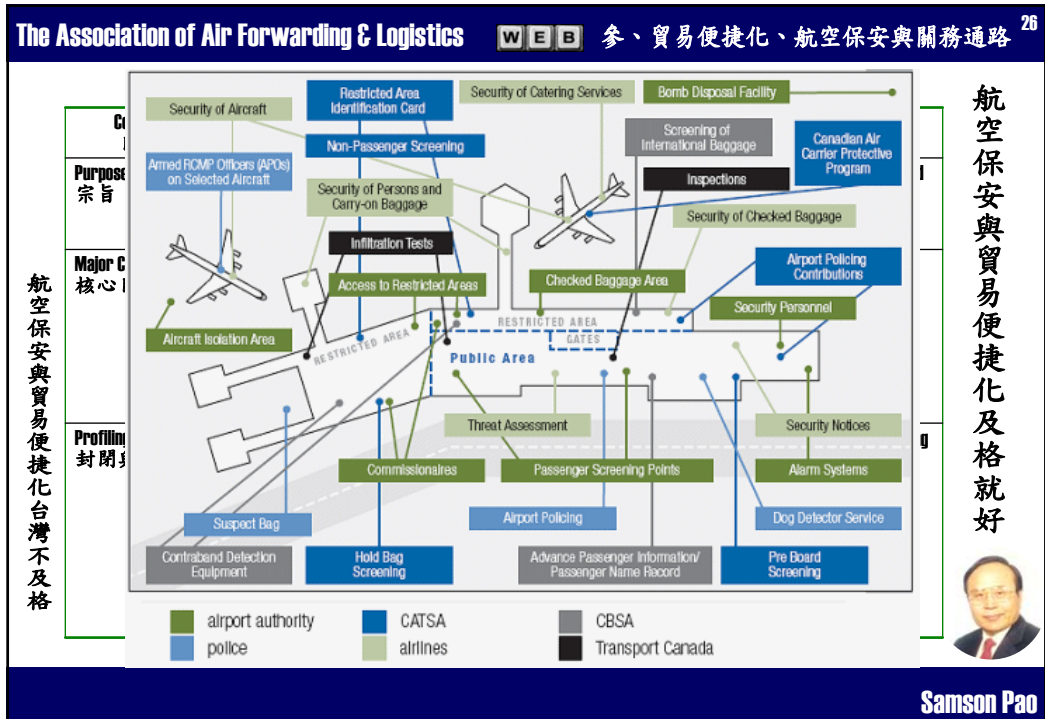 The Association of Air Forwarding & Logistics
WEB
參、貿易便捷化、航空保安與關務通路
26
Purpose
宗旨
Major C
核心
Profiling
封閉
航空保安與貿易便捷化台灣不及格
航空保安與貿易便捷化及格就好
Security of Aircraft
Restricted Area
Identification Card
Security of Catering Services
Bomb Disposal Facility
Armed RCMP Officers (APOs)
on Selected Aircraft
Non-Passenger Screening
Screening of
International Baggage
Canadian Air
Carrier Protective
Program
Security of Persons and
Carry-on Baggage
Inspections
Infiltration Tests
Security of Checked Baggage
Access to Restricted Areas
Checked Baggage Area
Airport Policing
Contributions
Security Personnel
Aircraft Isolation Area
RESTRICTED AREA
RESTRICTED AREA
GATES
Public Area
Threat Assessment
Security Notices
Commissionaires
Passenger Screening Points
Alarm Systems
Suspect Bag
Airport Policing
Dog Detector Service
Contraband Detection
Equipment
Hold Bag
Screening
Advance Passenger Information/
Passenger Name Record
Pre Board
Screening
airport authority
CATSA
CBSA
police
airlines
Transport Canada
Samson Pao